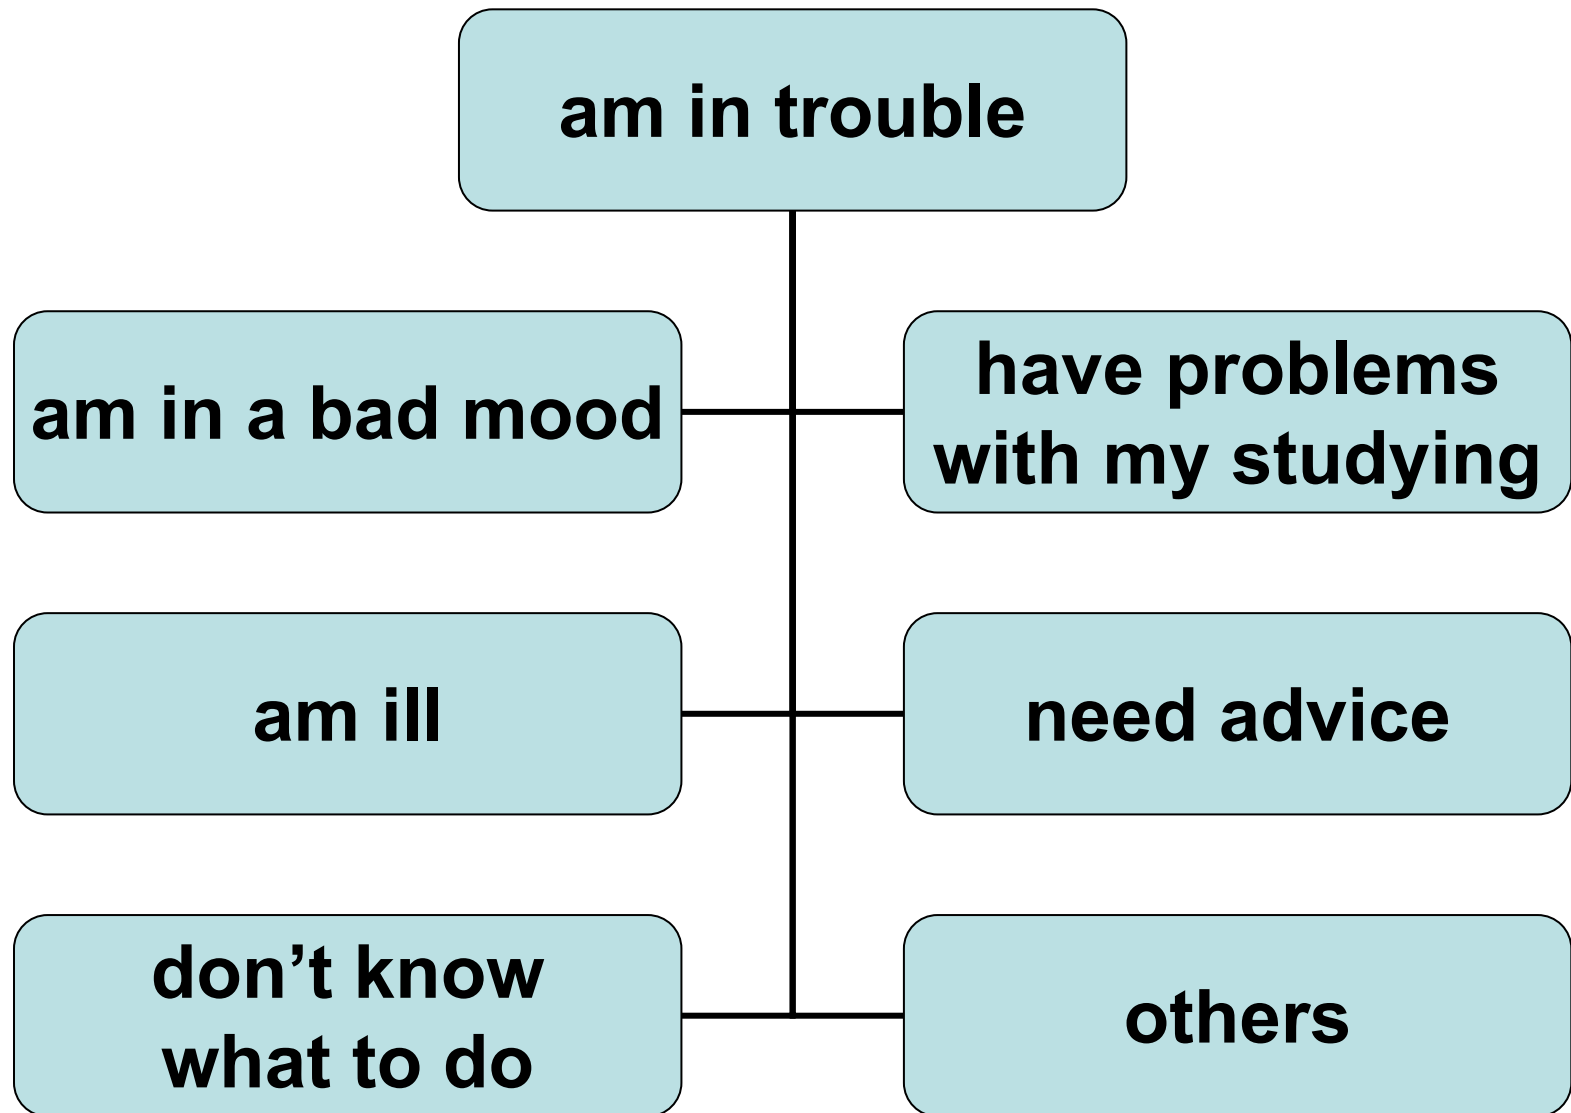 am in trouble
am in a bad mood
have problems
with my studying
am ill
need advice
don’t know
what to do
others